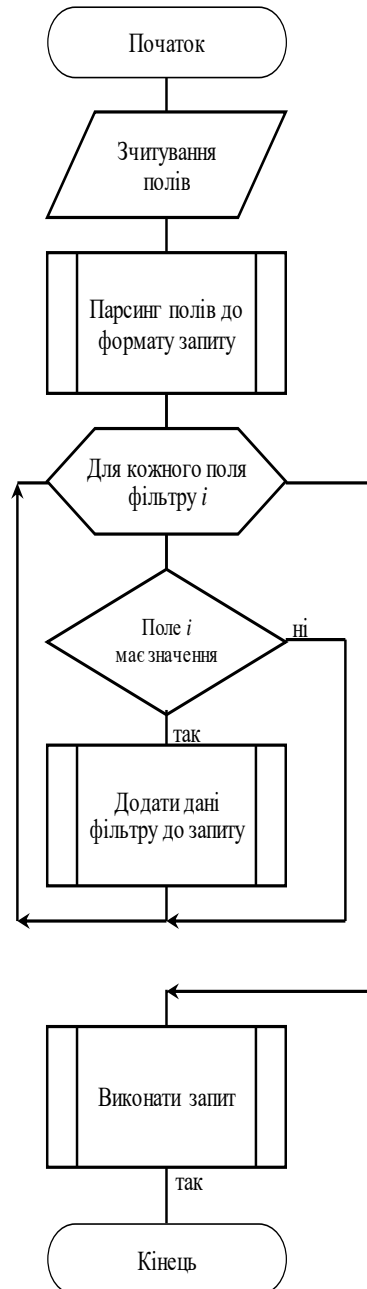 Початок
Зчитування
полів
Парсинг полів до
формату запиту
Для кожного поля
фільтру i
Поле i
має значення
ні
так
Додати дані
фільтру до запиту
Виконати запит
так
Кінець